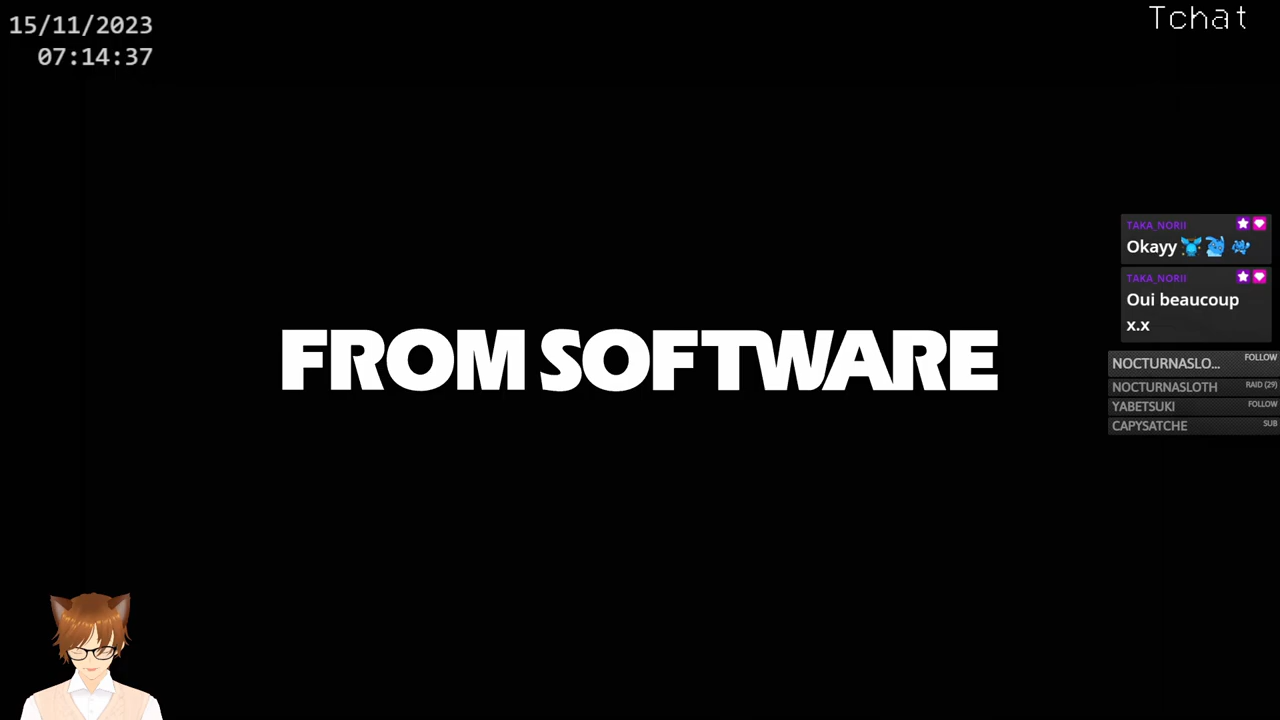 15/11/2023
07:14:37
Tchat
TAKA_NORII
Okayy
TAKA_NORII
Oui beaucoup
x.x
FROM SOFTWARE
NOCTURNASLO... FOLLOW
NOCTURNASLOTH RAID (29)
YABETSUKI FOLLOW
CAPYSATCHE SUB